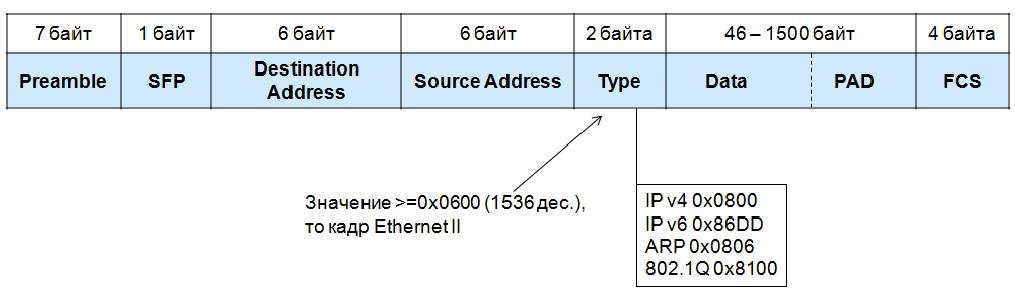 7 байт 1 байт 6 байт 6 байт 2 байта 46 – 1500 байт 4 байта
Preamble SFP Destination Address Source Address Type Data PAD FCS
Значение >=0x0600 (1536 дес.),
то кадр Ethernet II
IP v4 0x0800
IP v6 0x86DD
ARP 0x0806
802.1Q 0x8100